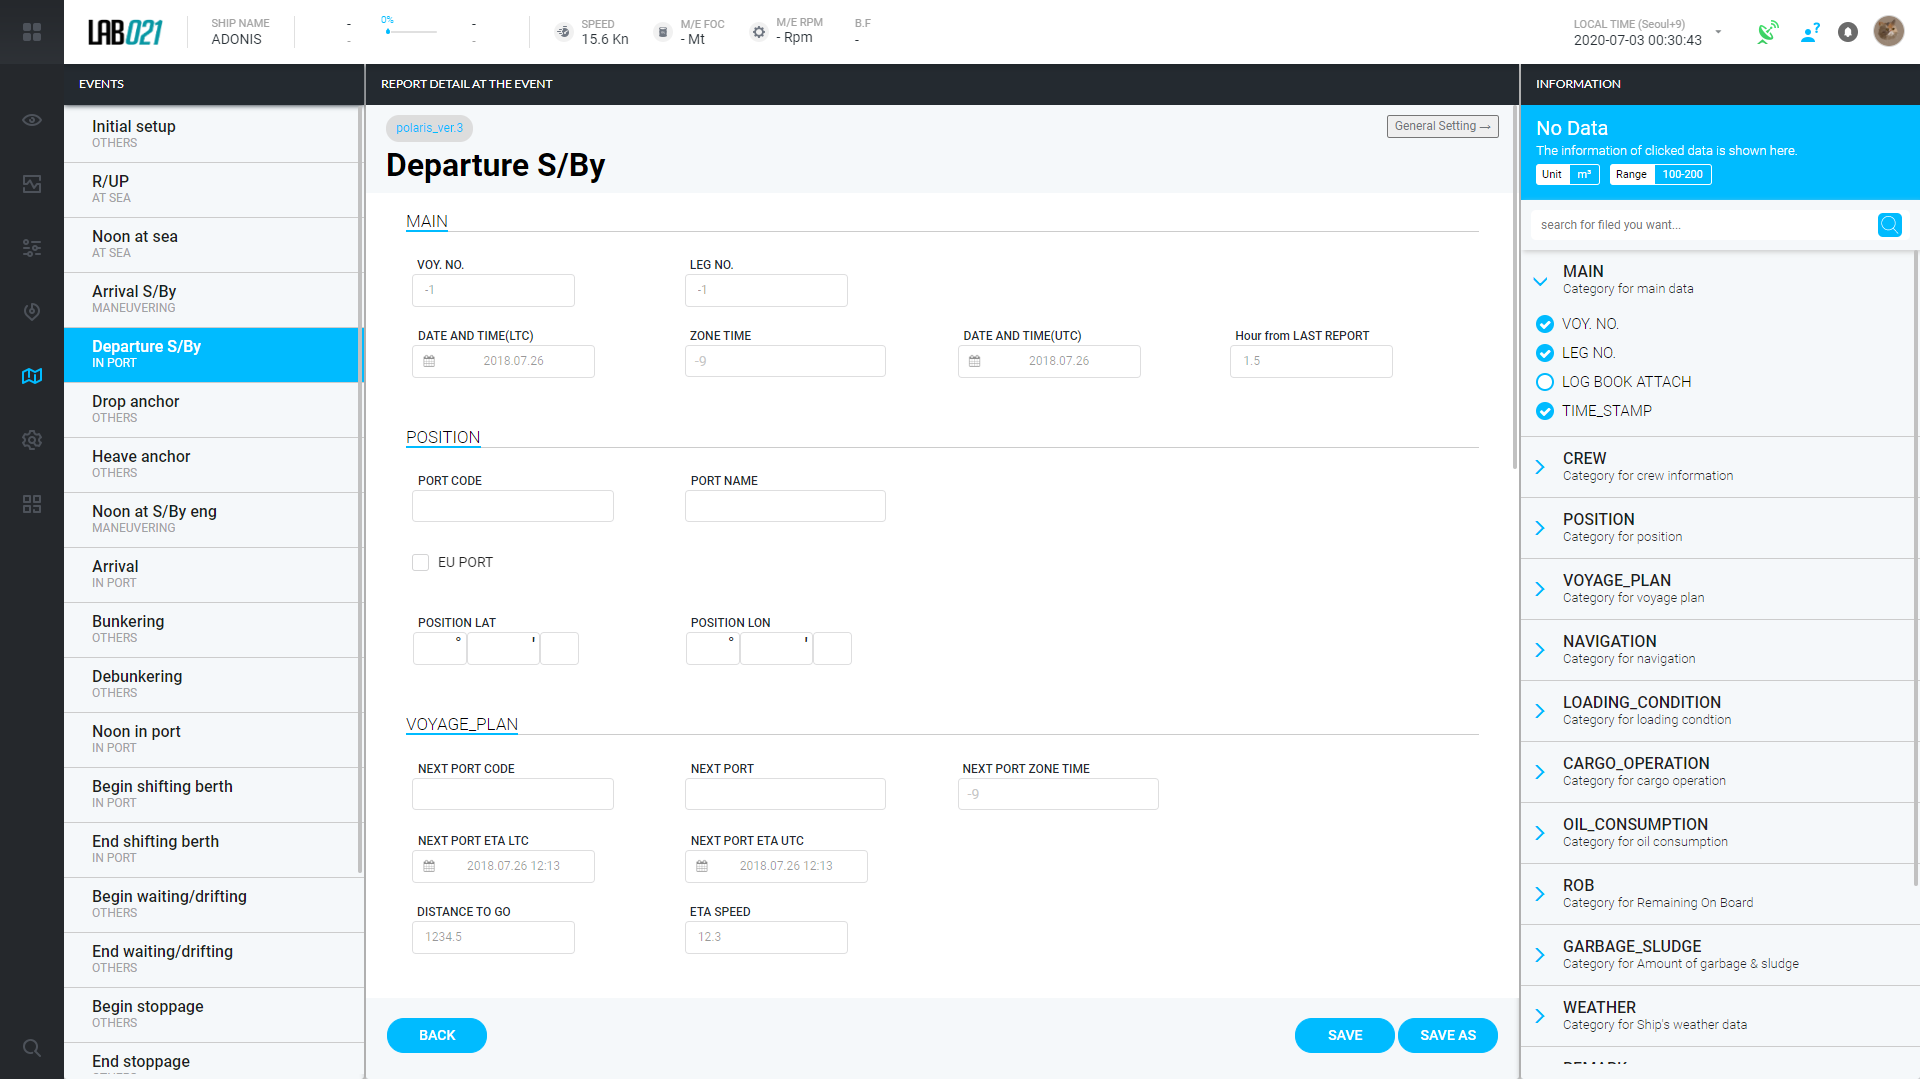 LAB021
SHIP NAME
ADONIS
-
-
0%
-
-
SPEED
15.6 Kn
M/E FOC
- Mt
M/E RPM
- Rpm
B.F
-
LOCAL TIME (Seoul+9)
2020-07-03 00:30:43
?
EVENTS
Initial setup
OTHERS
R/UP
AT SEA
Noon at sea
AT SEA
Arrival S/By
MANEUVERING
Departure S/By
IN PORT
Drop anchor
OTHERS
Heave anchor
OTHERS
Noon at S/By eng
MANEUVERING
Arrival
IN PORT
Bunkering
OTHERS
Debunkering
OTHERS
Noon in port
IN PORT
Begin shifting berth
IN PORT
End shifting berth
IN PORT
Begin waiting/drifting
OTHERS
End waiting/drifting
OTHERS
Begin stoppage
OTHERS
End stoppage
REPORT DETAIL AT THE EVENT
polaris_ver.3
General Setting →
Departure S/By
MAIN
VOY. NO.
LEG NO.
-1
-1
DATE AND TIME(LTC)
ZONE TIME
DATE AND TIME(UTC)
Hour from LAST REPORT
2018.07.26
-9
2018.07.26
1.5
POSITION
PORT CODE
PORT NAME
EU PORT
POSITION LAT
POSITION LON
° '
° '
VOYAGE_PLAN
NEXT PORT CODE
NEXT PORT
NEXT PORT ZONE TIME
-9
NEXT PORT ETA LTC
NEXT PORT ETA UTC
2018.07.26 12:13
2018.07.26 12:13
DISTANCE TO GO
ETA SPEED
1234.5
12.3
BACK
SAVE
SAVE AS
INFORMATION
No Data
The information of clicked data is shown here.
Unit m³ Range 100-200
search for filed you want...
MAIN
Category for main data
VOY. NO.
LEG NO.
LOG BOOK ATTACH
TIME_STAMP
CREW
Category for crew information
POSITION
Category for position
VOYAGE_PLAN
Category for voyage plan
NAVIGATION
Category for navigation
LOADING_CONDITION
Category for loading condtion
CARGO_OPERATION
Category for cargo operation
OIL_CONSUMPTION
Category for oil consumption
ROB
Category for Remaining On Board
GARBAGE_SLUDGE
Category for Amount of garbage & sludge
WEATHER
Category for Ship's weather data